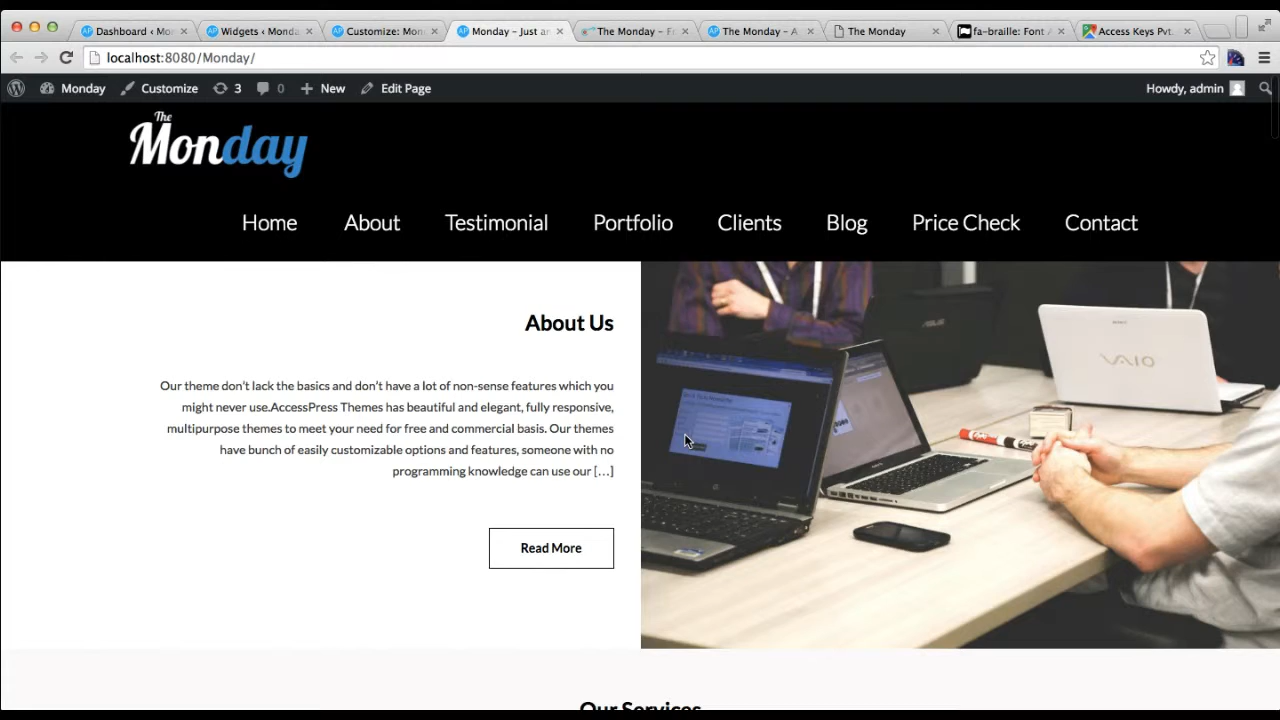 Dashboard ‹ Mon
Widgets ‹ Monda
Customize: Mon
Monday – Just an
The Monday – F
The Monday – A
The Monday
fa-braille: Font A
Access Keys Pvt.
localhost:8080/Monday/
Monday
Customize
3
0
New
Edit Page
Howdy, admin
The
Monday
Home
About
Testimonial
Portfolio
Clients
Blog
Price Check
Contact
About Us
Our theme don't lack the basics and don't have a lot of non-sense features which you
might never use.AccessPress Themes has beautiful and elegant, fully responsive,
multipurpose themes to meet your need for free and commercial basis. Our themes
have bunch of easily customizable options and features, someone with no
programming knowledge can use our […]
Read More
ASUS
SONY
VAIO
Our Services